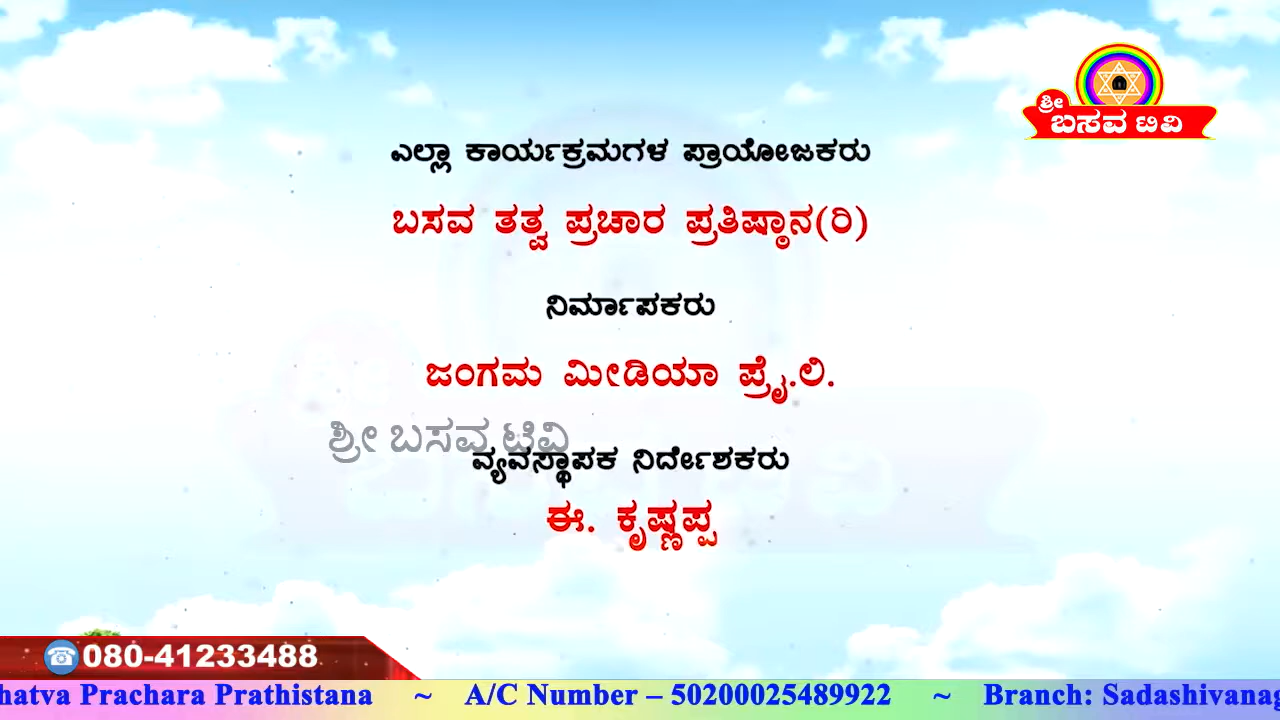 ಶ್ರೀ
ಬಸವ ಟಿವಿ
ಎಲ್ಲಾ ಕಾರ್ಯಕ್ರಮಗಳ ಪ್ರಾಯೋಜಕರು
ಬಸವ ತತ್ವ ಪ್ರಚಾರ ಪ್ರತಿಷ್ಠಾನ(ರಿ)
ನಿರ್ಮಾಪಕರು
ಜಂಗಮ ಮೀಡಿಯಾ ಪ್ರೈ.ಲಿ.
ಶ್ರೀ ಬಸವ ಟಿವಿ
ವ್ಯವಸ್ಥಾಪಕ ನಿರ್ದೇಶಕರು
ಈ. ಕೃಷ್ಣಪ್ಪ
080-41233488
hatva Prachara Prathistana ~ A/C Number – 50200025489922 ~ Branch: Sadashivanag